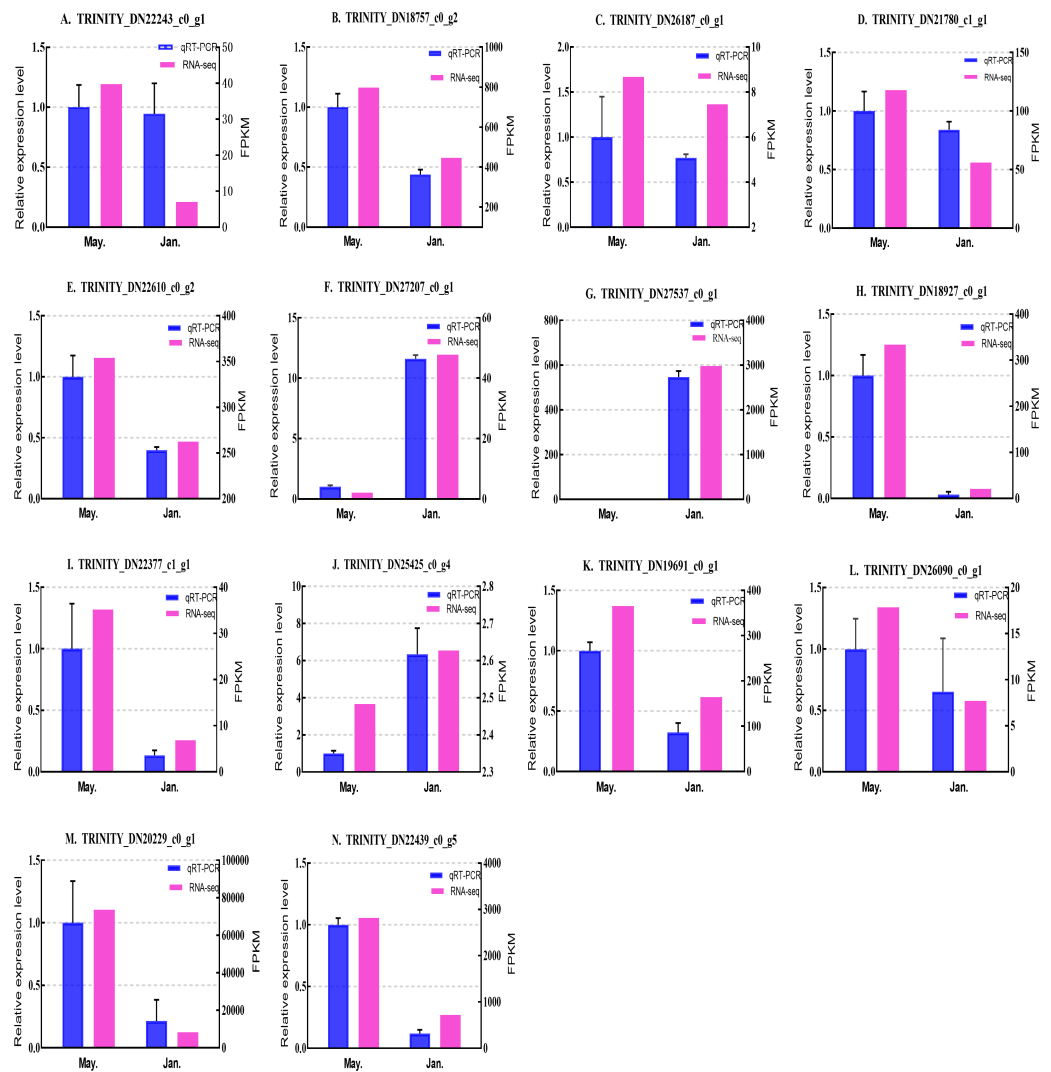 A. TRINITY_DN22243_c0_g1
Relative expression level
1.5
1.0
0.5
0.0
50
40
30
20
10
0
FPKM
qRT-PCR
RNA-seq
May.
Jan.
B. TRINITY_DN18757_c0_g2
Relative expression level
1.5
1.0
0.5
0.0
1000
800
600
400
200
FPKM
qRT-PCR
RNA-seq
May.
Jan.
C. TRINITY_DN26187_c0_g1
Relative expression level
2.0
1.5
1.0
0.5
0.0
10
8
6
4
2
FPKM
qRT-PCR
RNA-seq
May.
Jan.
D. TRINITY_DN21780_c1_g1
Relative expression level
1.5
1.0
0.5
0.0
150
100
50
0
FPKM
qRT-PCR
RNA-seq
May.
Jan.
E. TRINITY_DN22610_c0_g2
Relative expression level
1.5
1.0
0.5
0.0
400
350
300
250
200
FPKM
qRT-PCR
RNA-seq
May.
Jan.
F. TRINITY_DN27207_c0_g1
Relative expression level
15
10
5
0
60
40
20
0
FPKM
qRT-PCR
RNA-seq
May.
Jan.
G. TRINITY_DN27537_c0_g1
Relative expression level
800
600
400
200
0
4000
3000
2000
1000
0
FPKM
qRT-PCR
RNA-seq
May.
Jan.
H. TRINITY_DN18927_c0_g1
Relative expression level
1.5
1.0
0.5
0.0
400
300
200
100
0
FPKM
qRT-PCR
RNA-seq
May.
Jan.
I. TRINITY_DN22377_c1_g1
Relative expression level
1.5
1.0
0.5
0.0
40
30
20
10
0
FPKM
qRT-PCR
RNA-seq
May.
Jan.
J. TRINITY_DN25425_c0_g4
Relative expression level
10
8
6
4
2
0
2.8
2.7
2.6
2.5
2.4
2.3
FPKM
qRT-PCR
RNA-seq
May.
Jan.
K. TRINITY_DN19691_c0_g1
Relative expression level
1.5
1.0
0.5
0.0
400
300
200
100
0
FPKM
qRT-PCR
RNA-seq
May.
Jan.
L. TRINITY_DN26090_c0_g1
Relative expression level
1.5
1.0
0.5
0.0
20
15
10
5
0
FPKM
qRT-PCR
RNA-seq
May.
Jan.
M. TRINITY_DN20229_c0_g1
Relative expression level
1.5
1.0
0.5
0.0
100000
80000
60000
40000
20000
0
FPKM
qRT-PCR
RNA-seq
May.
Jan.
N. TRINITY_DN22439_c0_g5
Relative expression level
1.5
1.0
0.5
0.0
4000
3000
2000
1000
0
FPKM
qRT-PCR
RNA-seq
May.
Jan.